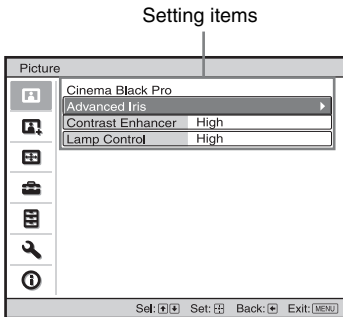 Setting items
Picture
Cinema Black Pro
Advanced Iris
Contrast Enhancer High
Lamp Control High
Sel: Set: Back: Exit: MENU